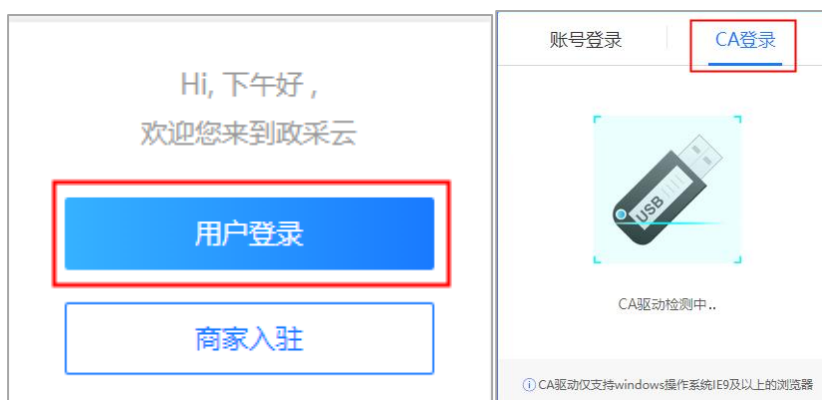 Hi, 下午好 ,
欢迎您来到政采云
用户登录
商家入驻
账号登录
CA登录
USB
CA驱动检测中..
CA驱动仅支持windows操作系统IE9及以上的浏览器